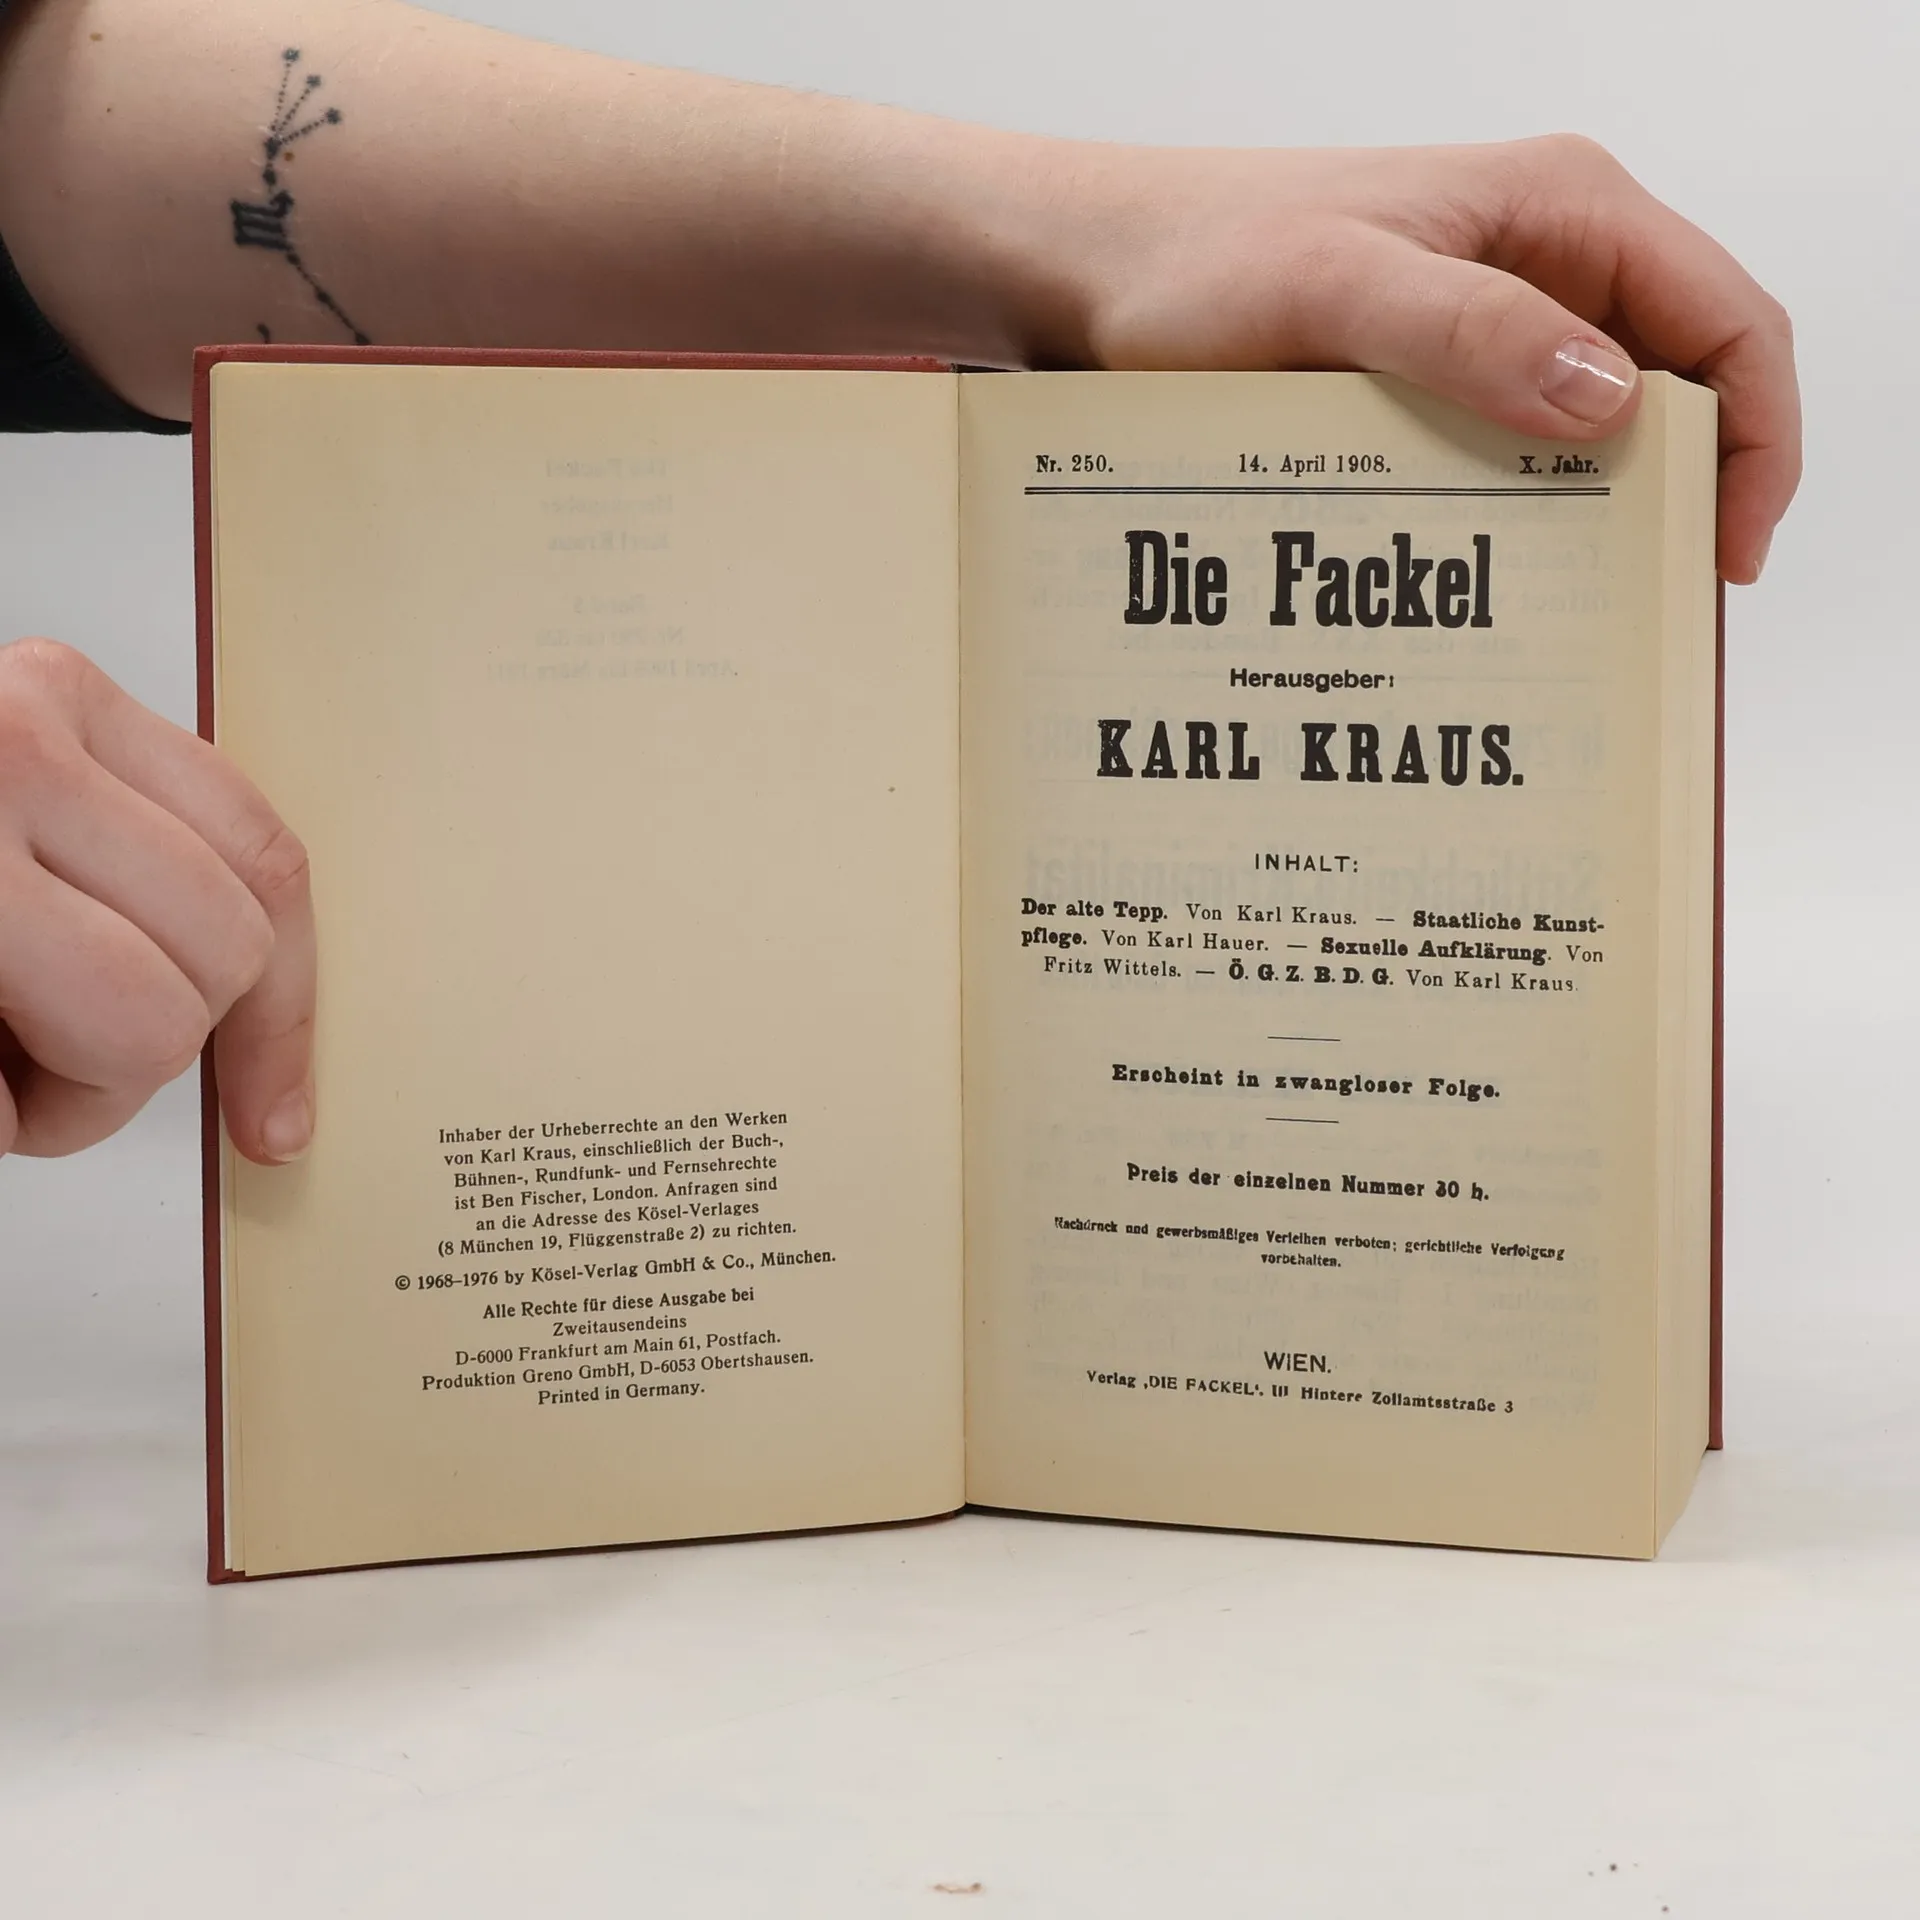 Inhaber der Urheberrechte an den Werken
von Karl Kraus, einschließlich der Buch-,
Bühnen-, Rundfunk- und Fernsehrechte
ist Ben Fischer, London. Anfragen sind
an die Adresse des Kösel-Verlages
(8 München 19, Flüggenstraße 2) zu richten.
© 1968–1976 by Kösel-Verlag GmbH & Co., München.
Alle Rechte für diese Ausgabe bei
Zweitausendeins
D-6000 Frankfurt am Main 61, Postfach.
Produktion Greno GmbH, D-6053 Obertshausen.
Printed in Germany.
Nr. 250. 14. April 1908. X. Jahr.
Die Fackel
Herausgeber:
KARL KRAUS.
INHALT:
Der alte Tepp. Von Karl Kraus. — Staatliche Kunst-
pflege. Von Karl Hauer. — Sexuelle Aufklärung. Von
Fritz Wittels. — Ö. G. Z. B. D. G. Von Karl Kraus.
Erscheint in zwangloser Folge.
Preis der einzelnen Nummer 30 h.
Nachdruck und gewerbsmäßiges Verleihen verboten; gerichtliche Verfolgung
vorbehalten.
WIEN.
Verlag ‚DIE FACKEL‘, III Hintere Zollamtsstraße 3